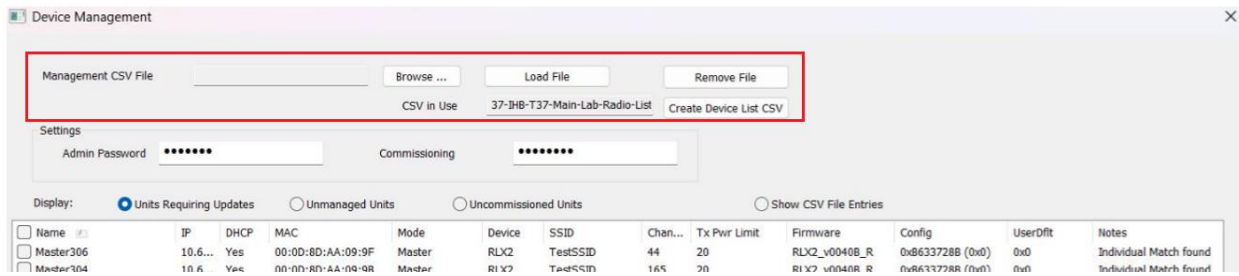 Device Management
Management CSV File Browse ... Load File Remove File
CSV in Use 37-IHB-T37-Main-Lab-Radio-List Create Device List CSV
Settings
Admin Password ●●●●●●● Commissioning ●●●●●●●●
Display: Units Requiring Updates Unmanaged Units Uncommissioned Units Show CSV File Entries
Name IP DHCP MAC Mode Device SSID Chan... Tx Pwr Limit Firmware Config UserDflt Notes
Master306 10.6... Yes 00:0D:8D:AA:09:9F Master RLX2 TestSSID 44 20 RLX2_v0040B_R 0xB633728B (0x0) 0x0 Individual Match found
Master304 10.6... Yes 00:0D:8D:AA:09:9B Master RLX2 TestSSID 165 20 RLX2_v0040B_R 0xB633728B (0x0) 0x0 Individual Match found